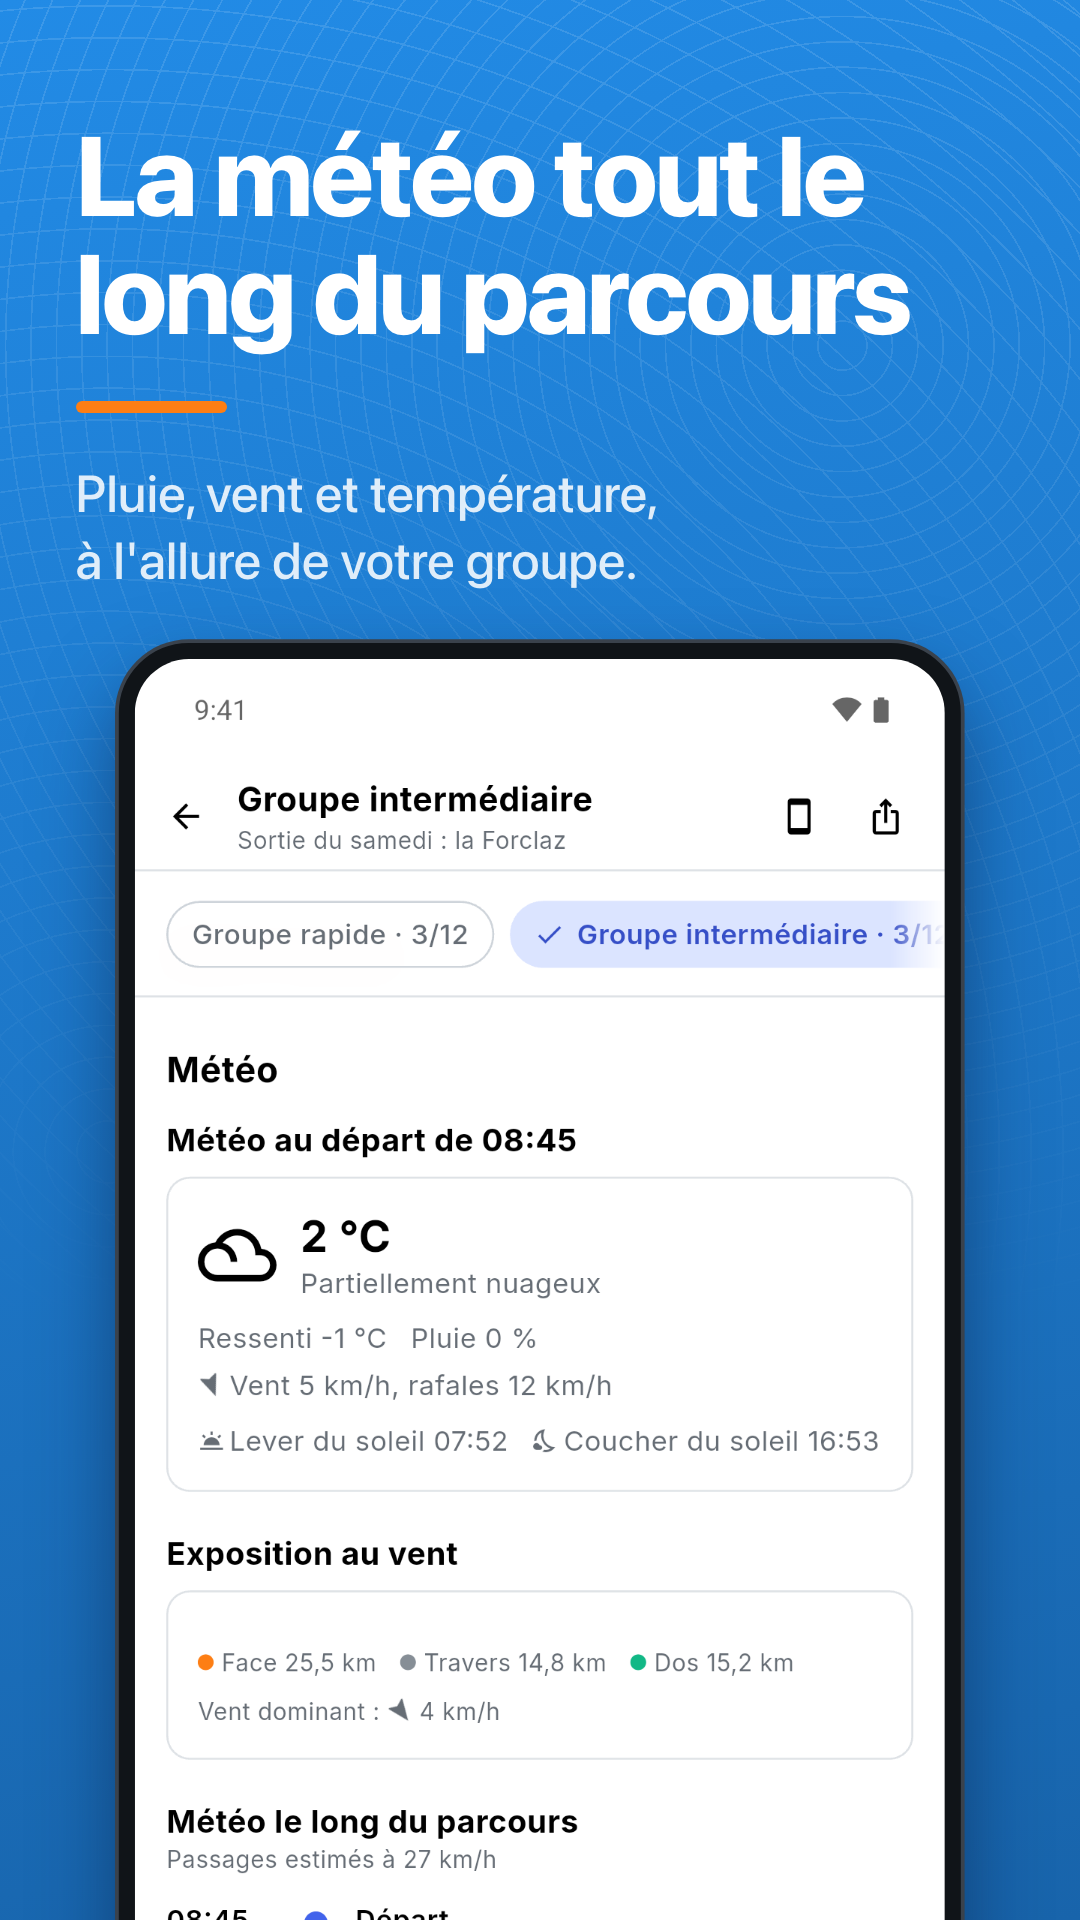 La météo tout le
long du parcours
Pluie, vent et température,
à l'allure de votre groupe.
9:41
Groupe intermédiaire
Sortie du samedi : la Forclaz
Groupe rapide · 3/12
Groupe intermédiaire · 3/12
Météo
Météo au départ de 08:45
2 °C
Partiellement nuageux
Ressenti -1 °C Pluie 0 %
Vent 5 km/h, rafales 12 km/h
Lever du soleil 07:52 Coucher du soleil 16:53
Exposition au vent
Face 25,5 km Travers 14,8 km Dos 15,2 km
Vent dominant : 4 km/h
Météo le long du parcours
Passages estimés à 27 km/h
08:45 Départ